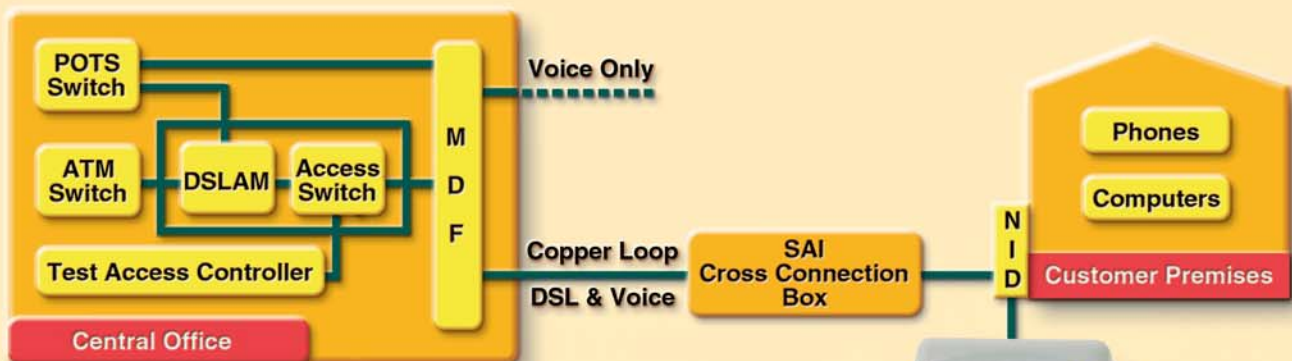 POTS
Switch
ATM
Switch
DSLAM
Access
Switch
Test Access Controller
Central Office
M
D
F
Voice Only
Copper Loop
DSL & Voice
SAI
Cross Connection
Box
N
I
D
Phones
Computers
Customer Premises